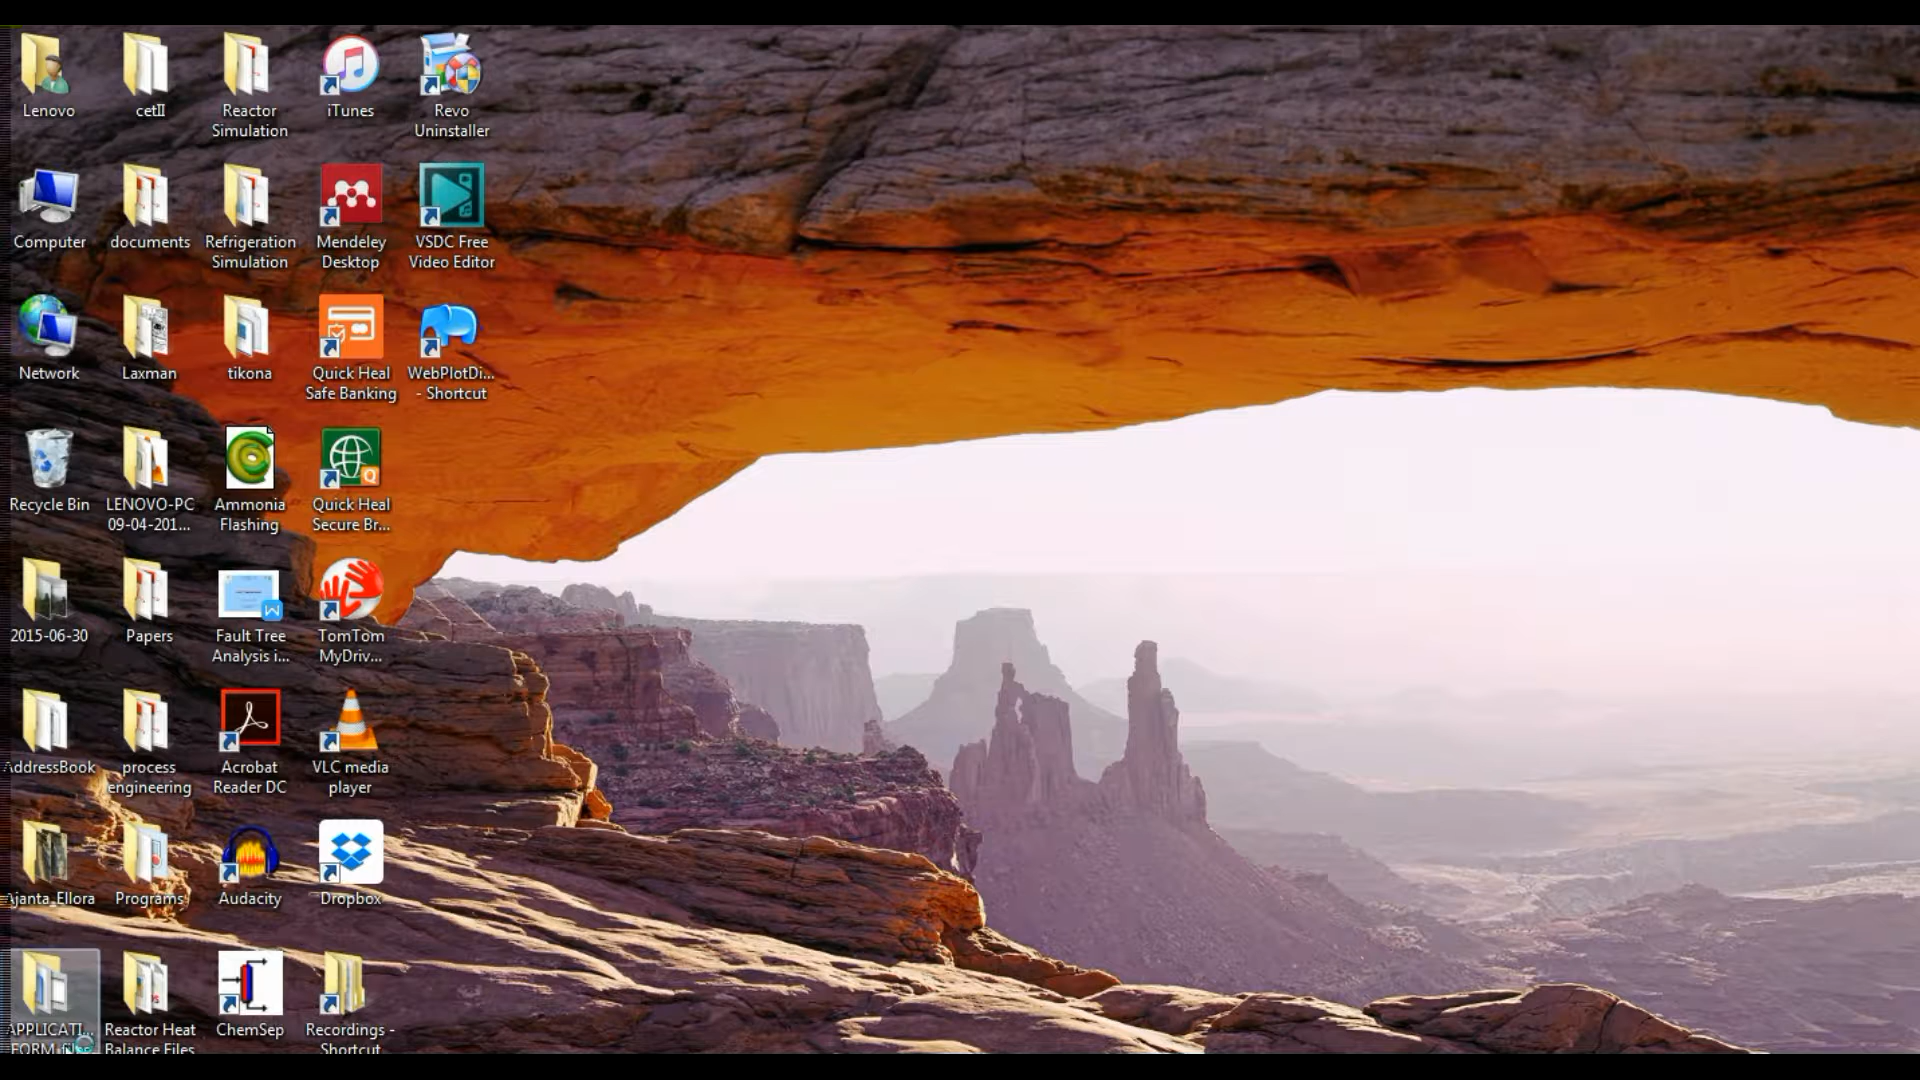 Lenovo
cetII
Reactor
Simulation
iTunes
Revo
Uninstaller
Computer
documents
Refrigeration
Simulation
Mendeley
Desktop
VSDC Free
Video Editor
Network
Laxman
tikona
Quick Heal
Safe Banking
WebPlotDi...
- Shortcut
Recycle Bin
LENOVO-PC
09-04-201...
Ammonia
Flashing
Quick Heal
Secure Br...
2015-06-30
Papers
Fault Tree
Analysis i...
TomTom
MyDriv...
AddressBook
process
engineering
Acrobat
Reader DC
VLC media
player
Ajanta_Ellora
Programs
Audacity
Dropbox
APPLICATI...
FORM_files
Reactor Heat
Balance Files
ChemSep
Recordings -
Shortcut